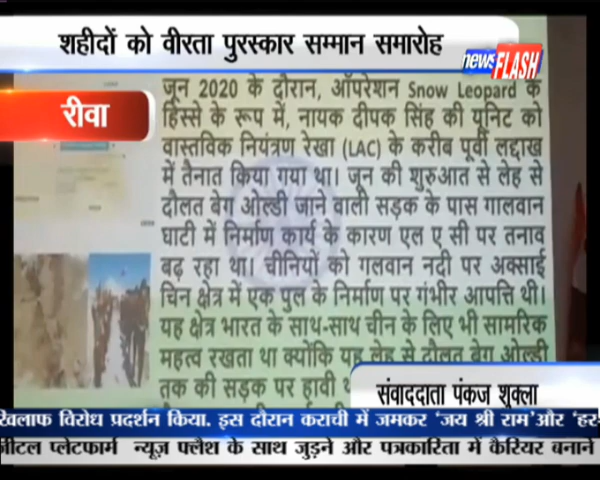 शहीदों को वीरता पुरस्कार सम्मान समारोह
news FLASH
रीवा
जून 2020 के दौरान, ऑपरेशन Snow Leopard के
हिस्से के रूप में, नायक दीपक सिंह की यूनिट को
वास्तविक नियंत्रण रेखा (LAC) के करीब पूर्वी लद्दाख
में तैनात किया गया था। जून की शुरुआत से लेह से
दौलत बेग ओल्डी जाने वाली सड़क के पास गालवान
घाटी में निर्माण कार्य के कारण एल ए सी पर तनाव
बढ़ रहा था। चीनियों को गलवान नदी पर अक्साई
चिन क्षेत्र में एक पुल के निर्माण पर गंभीर आपत्ति थी।
यह क्षेत्र भारत के साथ-साथ चीन के लिए भी सामरिक
महत्व रखता था क्योंकि यह लेह से दौलत बेग ओल्डी
तक की सड़क पर हावी
संवाददाता पंकज शुक्ला
खिलाफ विरोध प्रदर्शन किया. इस दौरान कराची में जमकर 'जय श्री राम' और 'हर-
प्लेटफार्म न्यूज़ फ्लैश के साथ जुड़ने और पत्रकारिता में कैरियर बनाने